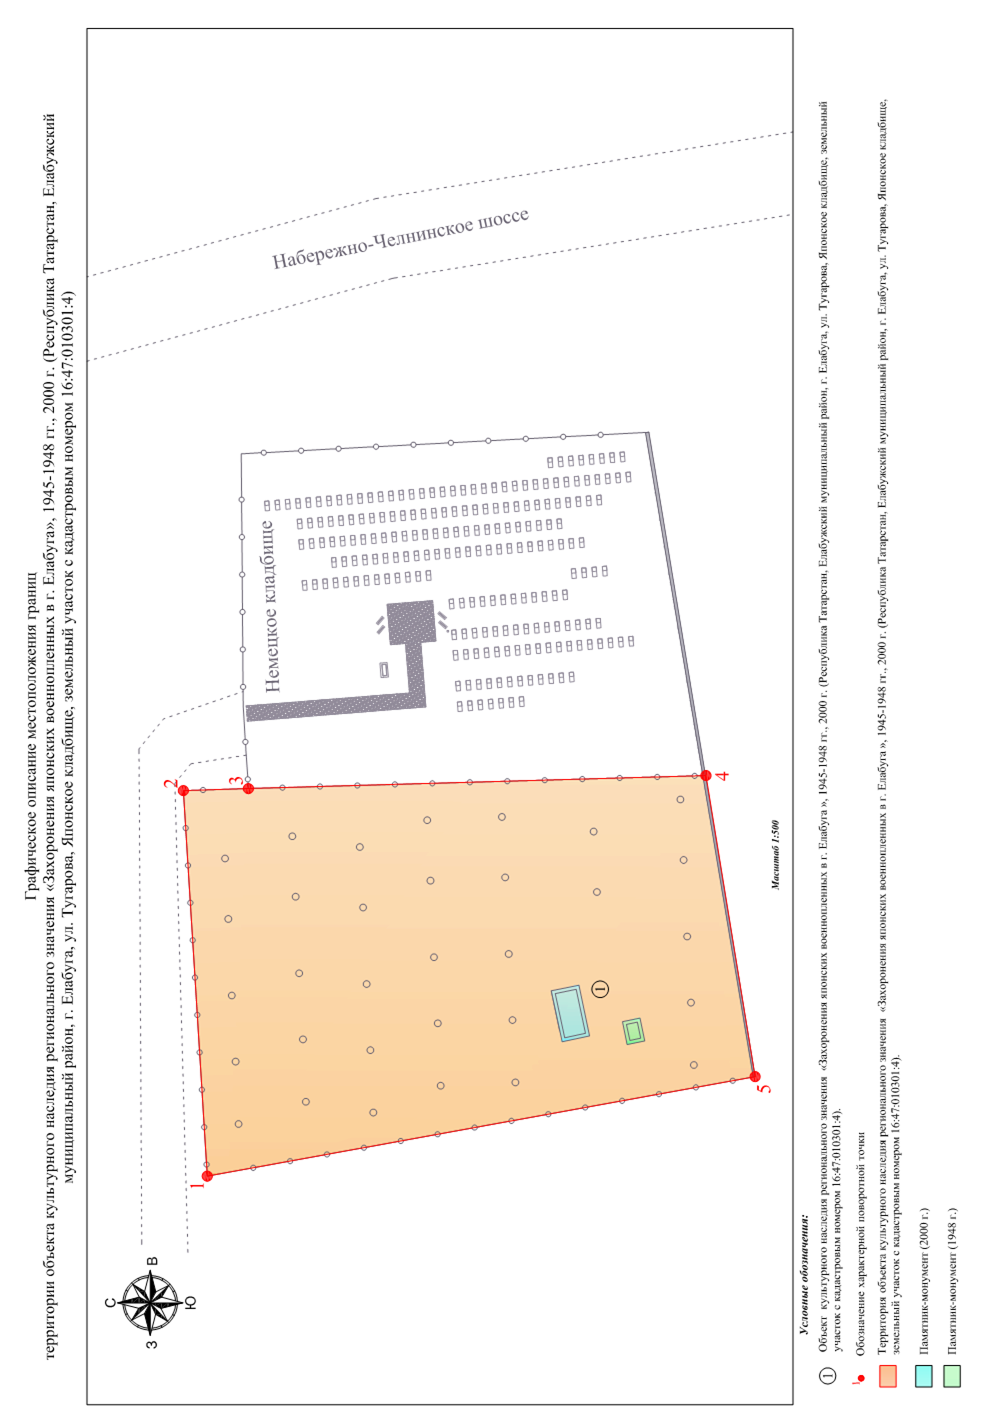 Графическое описание местоположения границ
территории объекта культурного наследия регионального значения «Захоронения японских военнопленных в г. Елабуга», 1945-1948 гг., 2000 г. (Республика Татарстан, Елабужский
муниципальный район, г. Елабуга, ул. Тугарова, Японское кладбище, земельный участок с кадастровым номером 16:47:010301:4)
С
В
Ю
З
Набережно-Челнинское шоссе
Немецкое кладбище
1
2
3
4
5
1
Масштаб 1:500
Условные обозначения:
1 Объект культурного наследия регионального значения «Захоронения японских военнопленных в г. Елабуга», 1945-1948 гг., 2000 г. (Республика Татарстан, Елабужский муниципальный район, г. Елабуга, ул. Тугарова, Японское кладбище, земельный
участок с кадастровым номером 16:47:010301:4).
1 Обозначение характерной поворотной точки
Территория объекта культурного наследия регионального значения «Захоронения японских военнопленных в г. Елабуга», 1945-1948 гг., 2000 г. (Республика Татарстан, Елабужский муниципальный район, г. Елабуга, ул. Тугарова, Японское кладбище,
земельный участок с кадастровым номером 16:47:010301:4).
Памятник-монумент (2000 г.)
Памятник-монумент (1948 г.)